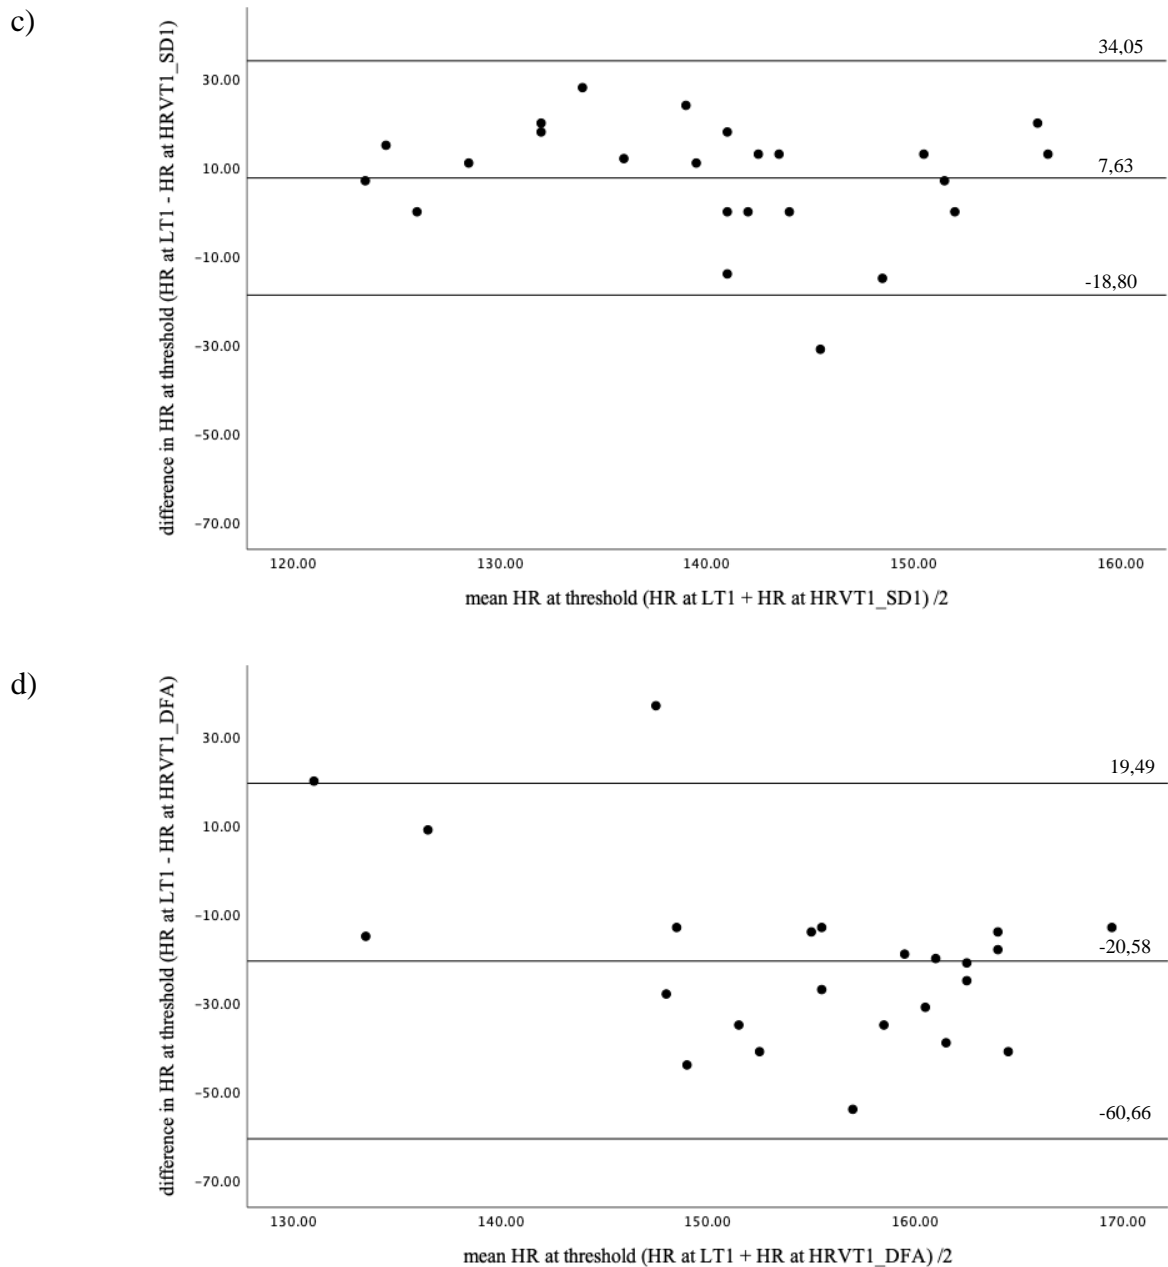 c)
difference in HR at threshold (HR at LT1 - HR at HRVT1_SD1)
30.00
10.00
-10.00
-30.00
-50.00
-70.00
34,05
7,63
-18,80
120.00 130.00 140.00 150.00 160.00
mean HR at threshold (HR at LT1 + HR at HRVT1_SD1) /2
d)
difference in HR at threshold (HR at LT1 - HR at HRVT1_DFA)
30.00
10.00
-10.00
-30.00
-50.00
-70.00
19,49
-20,58
-60,66
130.00 140.00 150.00 160.00 170.00
mean HR at threshold (HR at LT1 + HR at HRVT1_DFA) /2